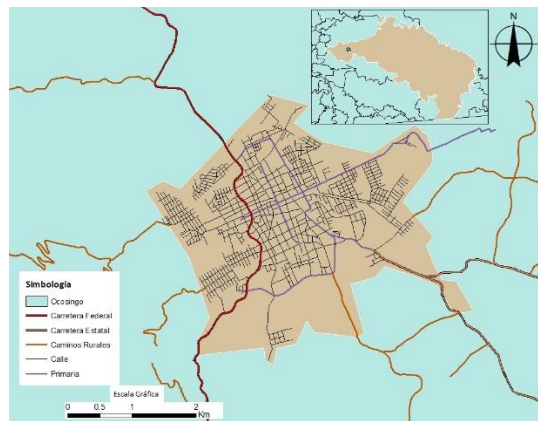 N
Simbología
Ocosingo
Carretera Federal
Carretera Estatal
Caminos Rurales
Calle
Primaria
Escala Gráfica
0 0.5 1 2
Km